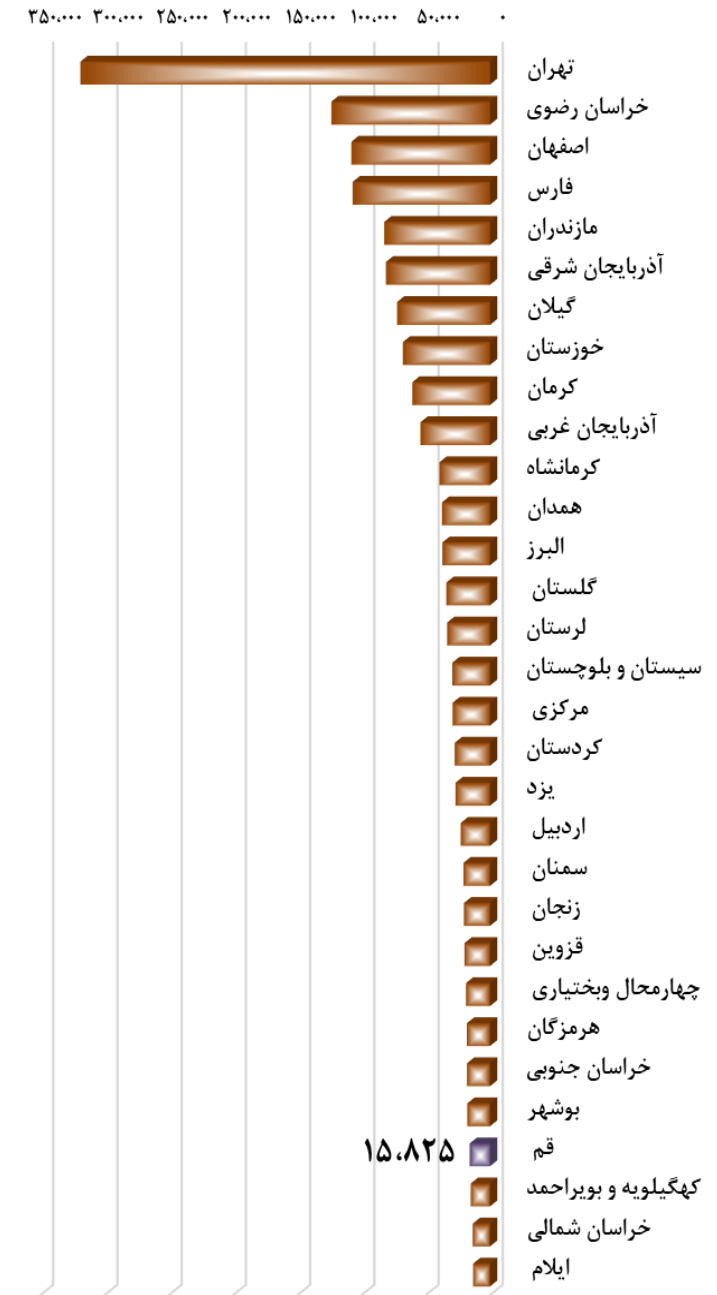 ۳۵۰،۰۰۰ ۳۰۰،۰۰۰ ۲۵۰،۰۰۰ ۲۰۰،۰۰۰ ۱۵۰،۰۰۰ ۱۰۰،۰۰۰ ۵۰،۰۰۰ ۰
تهران
خراسان رضوی
اصفهان
فارس
مازندران
آذربایجان شرقی
گیلان
خوزستان
کرمان
آذربایجان غربی
کرمانشاه
همدان
البرز
گلستان
لرستان
سیستان و بلوچستان
مرکزی
کردستان
یزد
اردبیل
سمنان
زنجان
قزوین
چهارمحال وبختیاری
هرمزگان
خراسان جنوبی
بوشهر
قم ۱۵،۸۲۵
کهگیلویه و بویراحمد
خراسان شمالی
ایلام